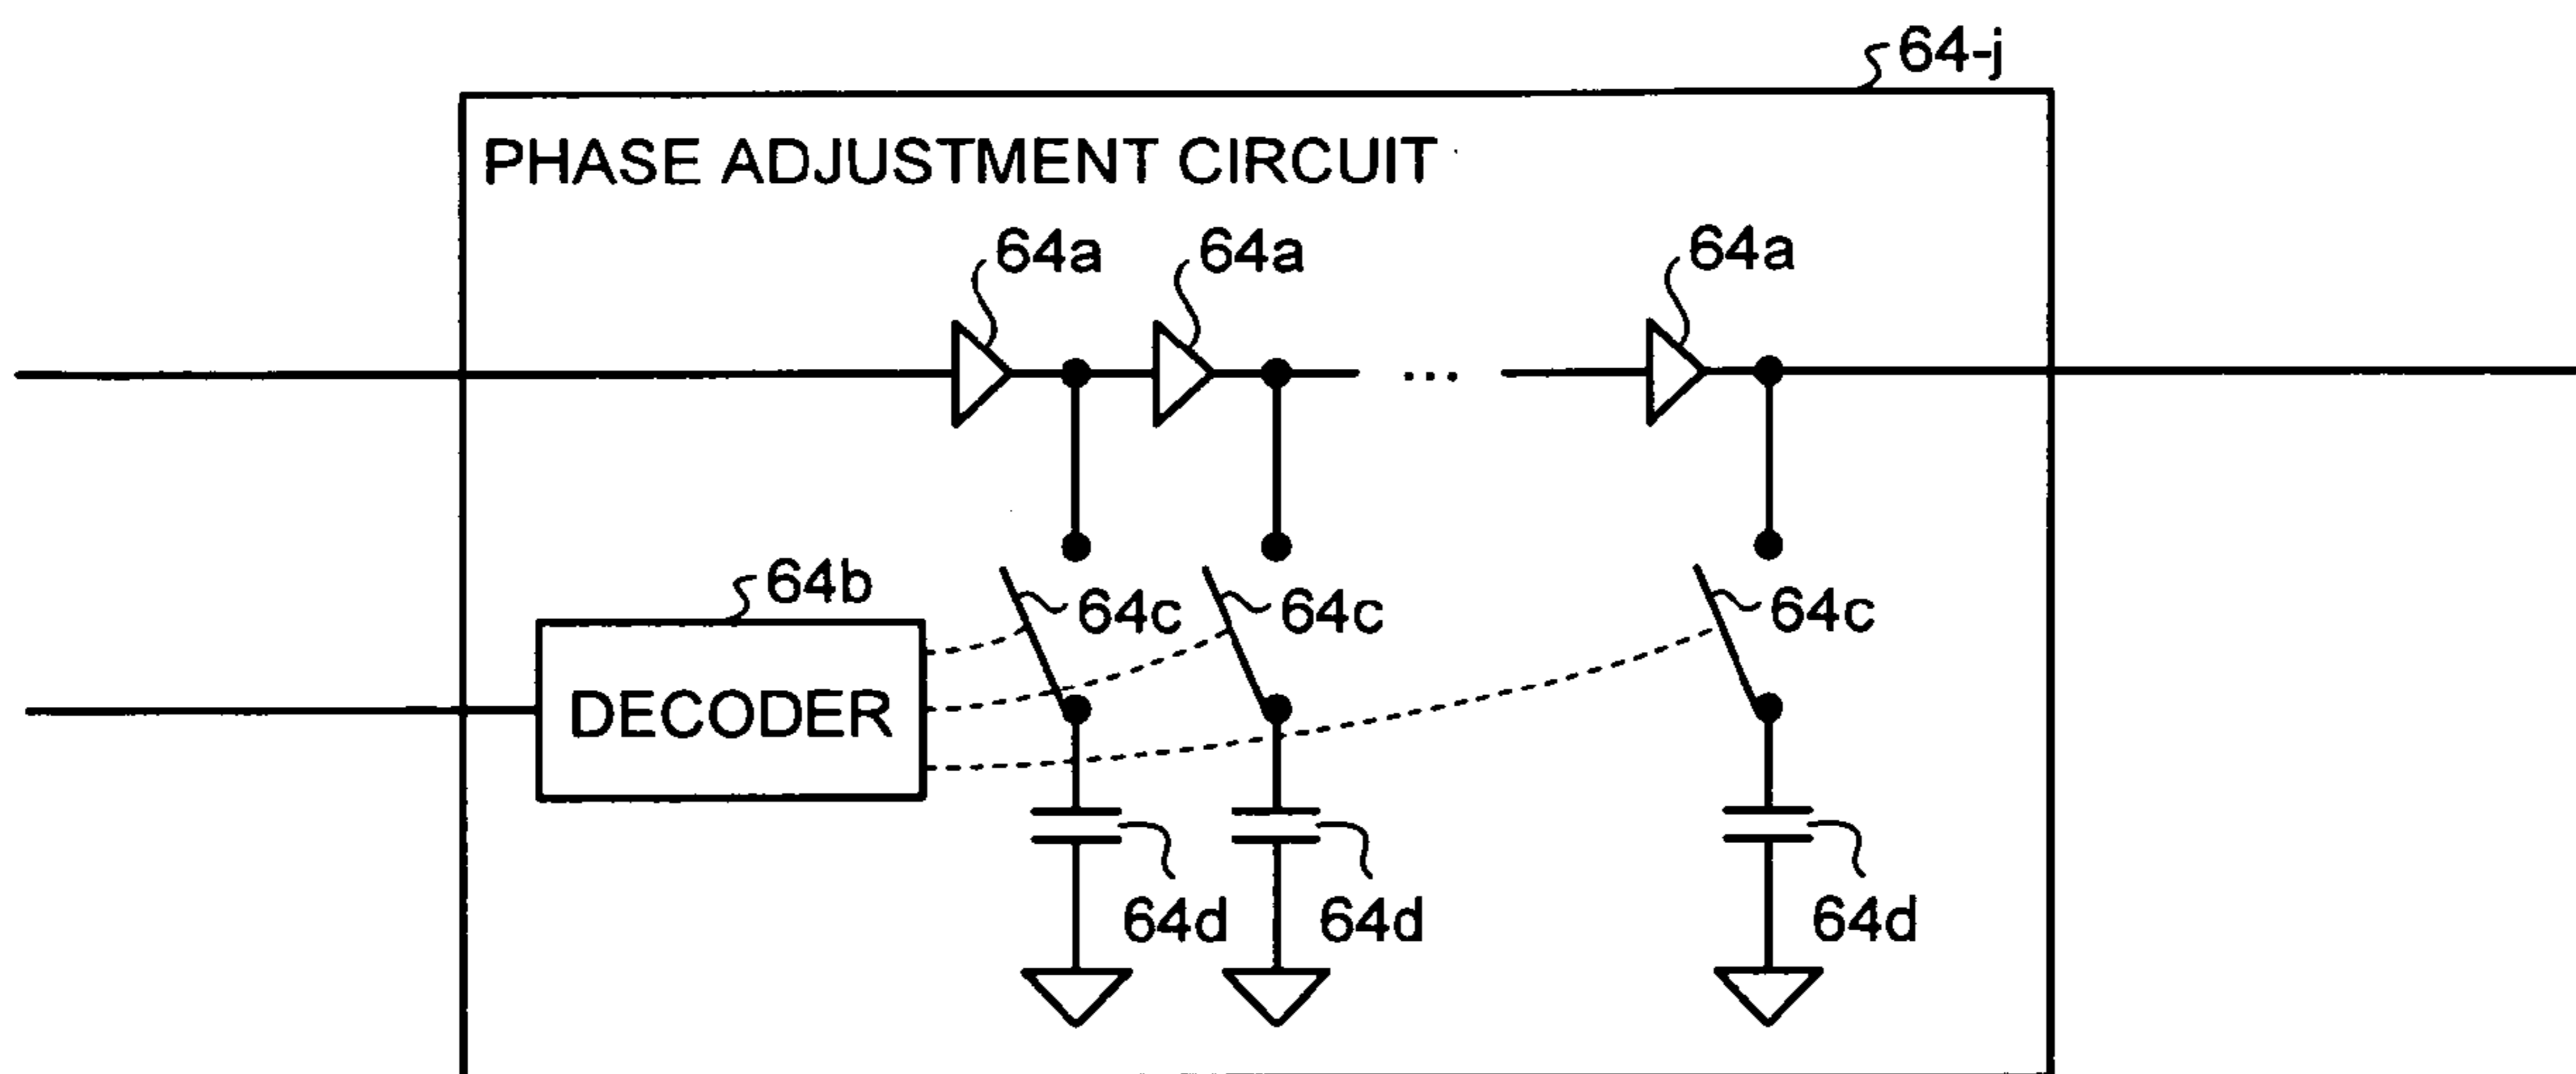 64-j
PHASE ADJUSTMENT CIRCUIT
64a 64a 64a
...
64b
64c 64c 64c
DECODER
64d 64d 64d